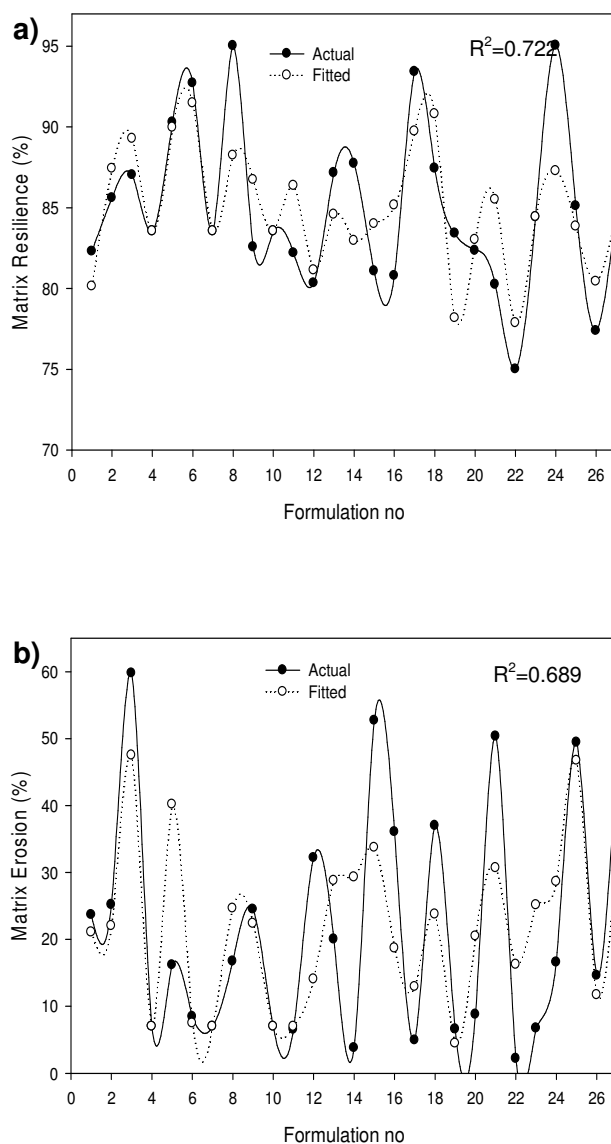 a)
Actual
Fitted
R²=0.722
Matrix Resilience (%)
95
90
85
80
75
70
0 2 4 6 8 10 12 14 16 18 20 22 24 26
Formulation no
b)
Actual
Fitted
R²=0.689
Matrix Erosion (%)
60
50
40
30
20
10
0
0 2 4 6 8 10 12 14 16 18 20 22 24 26
Formulation no